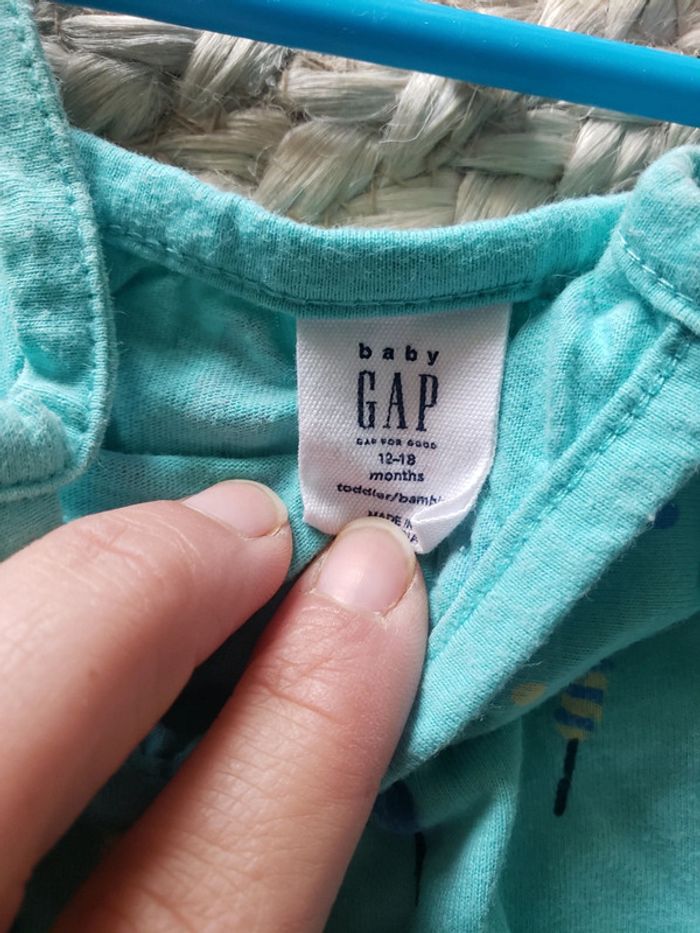 baby
GAP
GAP FOR GOOD
12-18
months
toddler/bamb
MADE IN